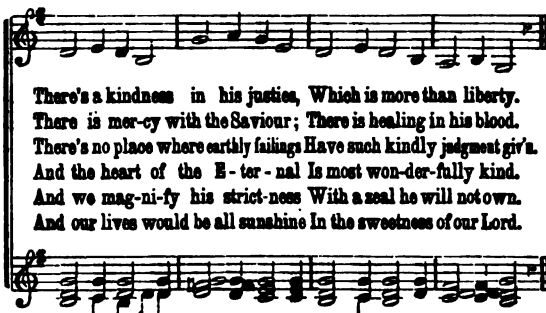 There's a kindness in his justice, Which is more than liberty.
There is mer-cy with the Saviour; There is healing in his blood.
There's no place where earthly failings Have such kindly judgment giv'n.
And the heart of the E - ter - nal Is most won-der-fully kind.
And we mag-ni-fy his strict-ness With a zeal he will not own.
And our lives would be all sunshine In the sweetness of our Lord.